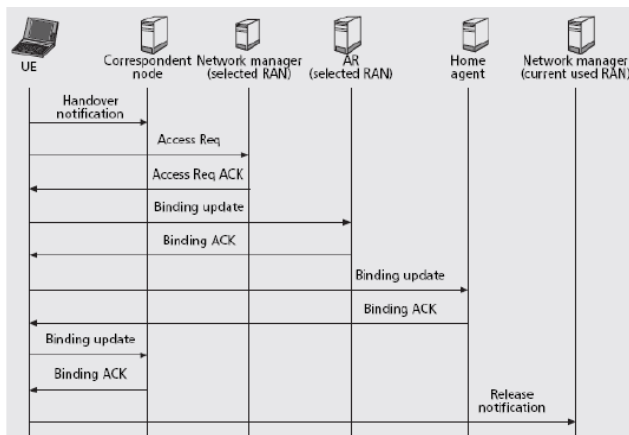 UE
Correspondent
node
Network manager
(selected RAN)
AR
(selected RAN)
Home
agent
Network manager
(current used RAN)
Handover
notification
Access Req
Access Req ACK
Binding update
Binding ACK
Binding update
Binding ACK
Binding update
Binding ACK
Release
notification